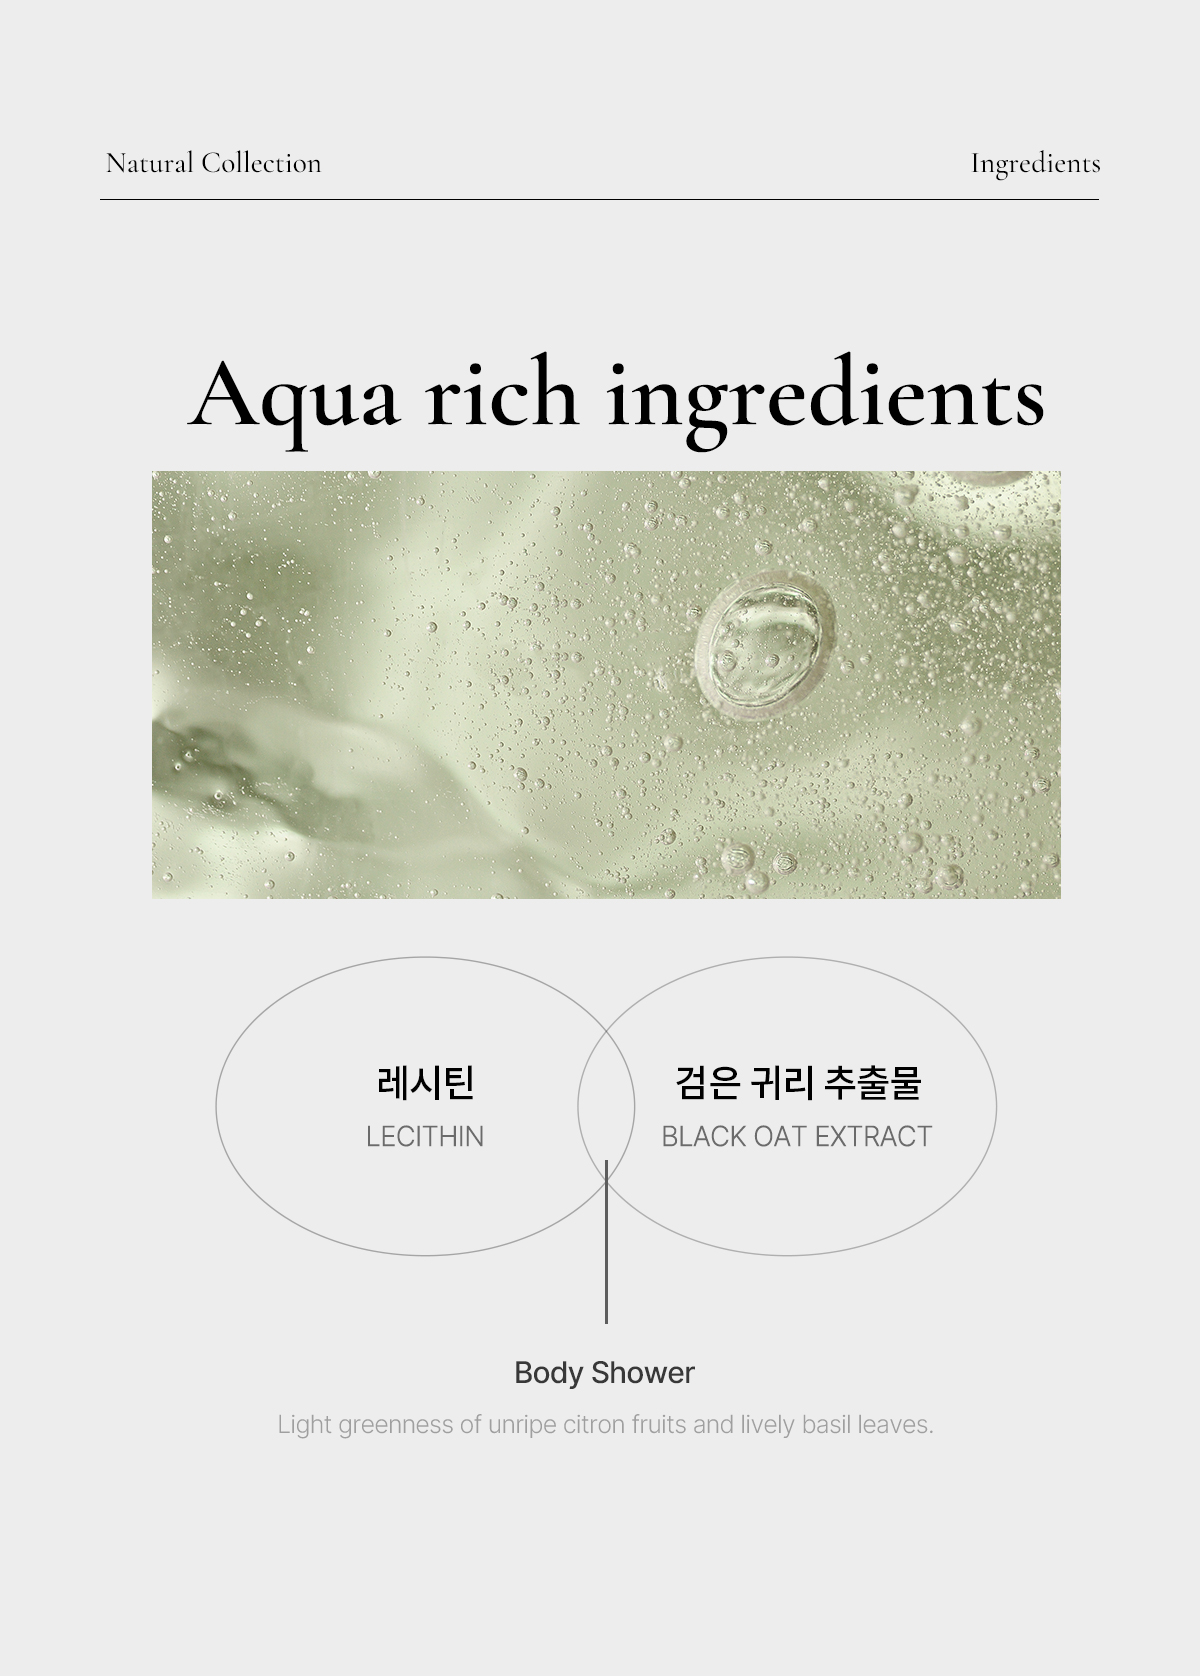 Natural Collection
Ingredients
Aqua rich ingredients
레시틴
LECITHIN
검은 귀리 추출물
BLACK OAT EXTRACT
Body Shower
Light greenness of unripe citron fruits and lively basil leaves.